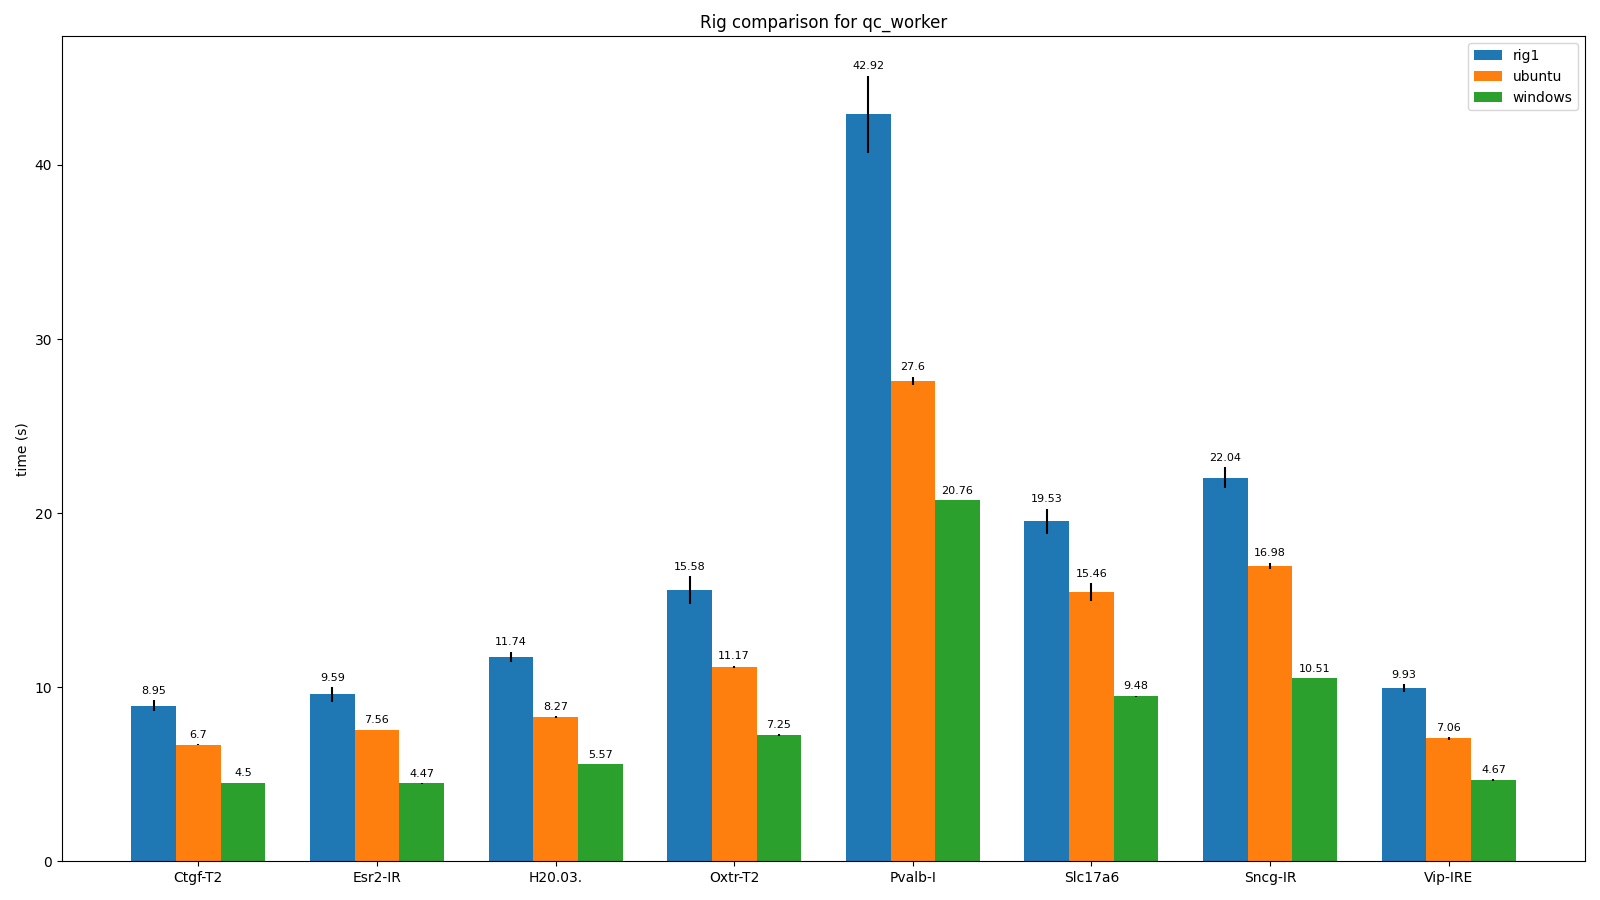 Rig comparison for qc_worker
rig1
ubuntu
windows
time (s)
40
30
20
10
0
8.95
6.7
4.5
9.59
7.56
4.47
11.74
8.27
5.57
15.58
11.17
7.25
42.92
27.6
20.76
19.53
15.46
9.48
22.04
16.98
10.51
9.93
7.06
4.67
Ctgf-T2
Esr2-IR
H20.03.
Oxtr-T2
Pvalb-I
Slc17a6
Sncg-IR
Vip-IRE